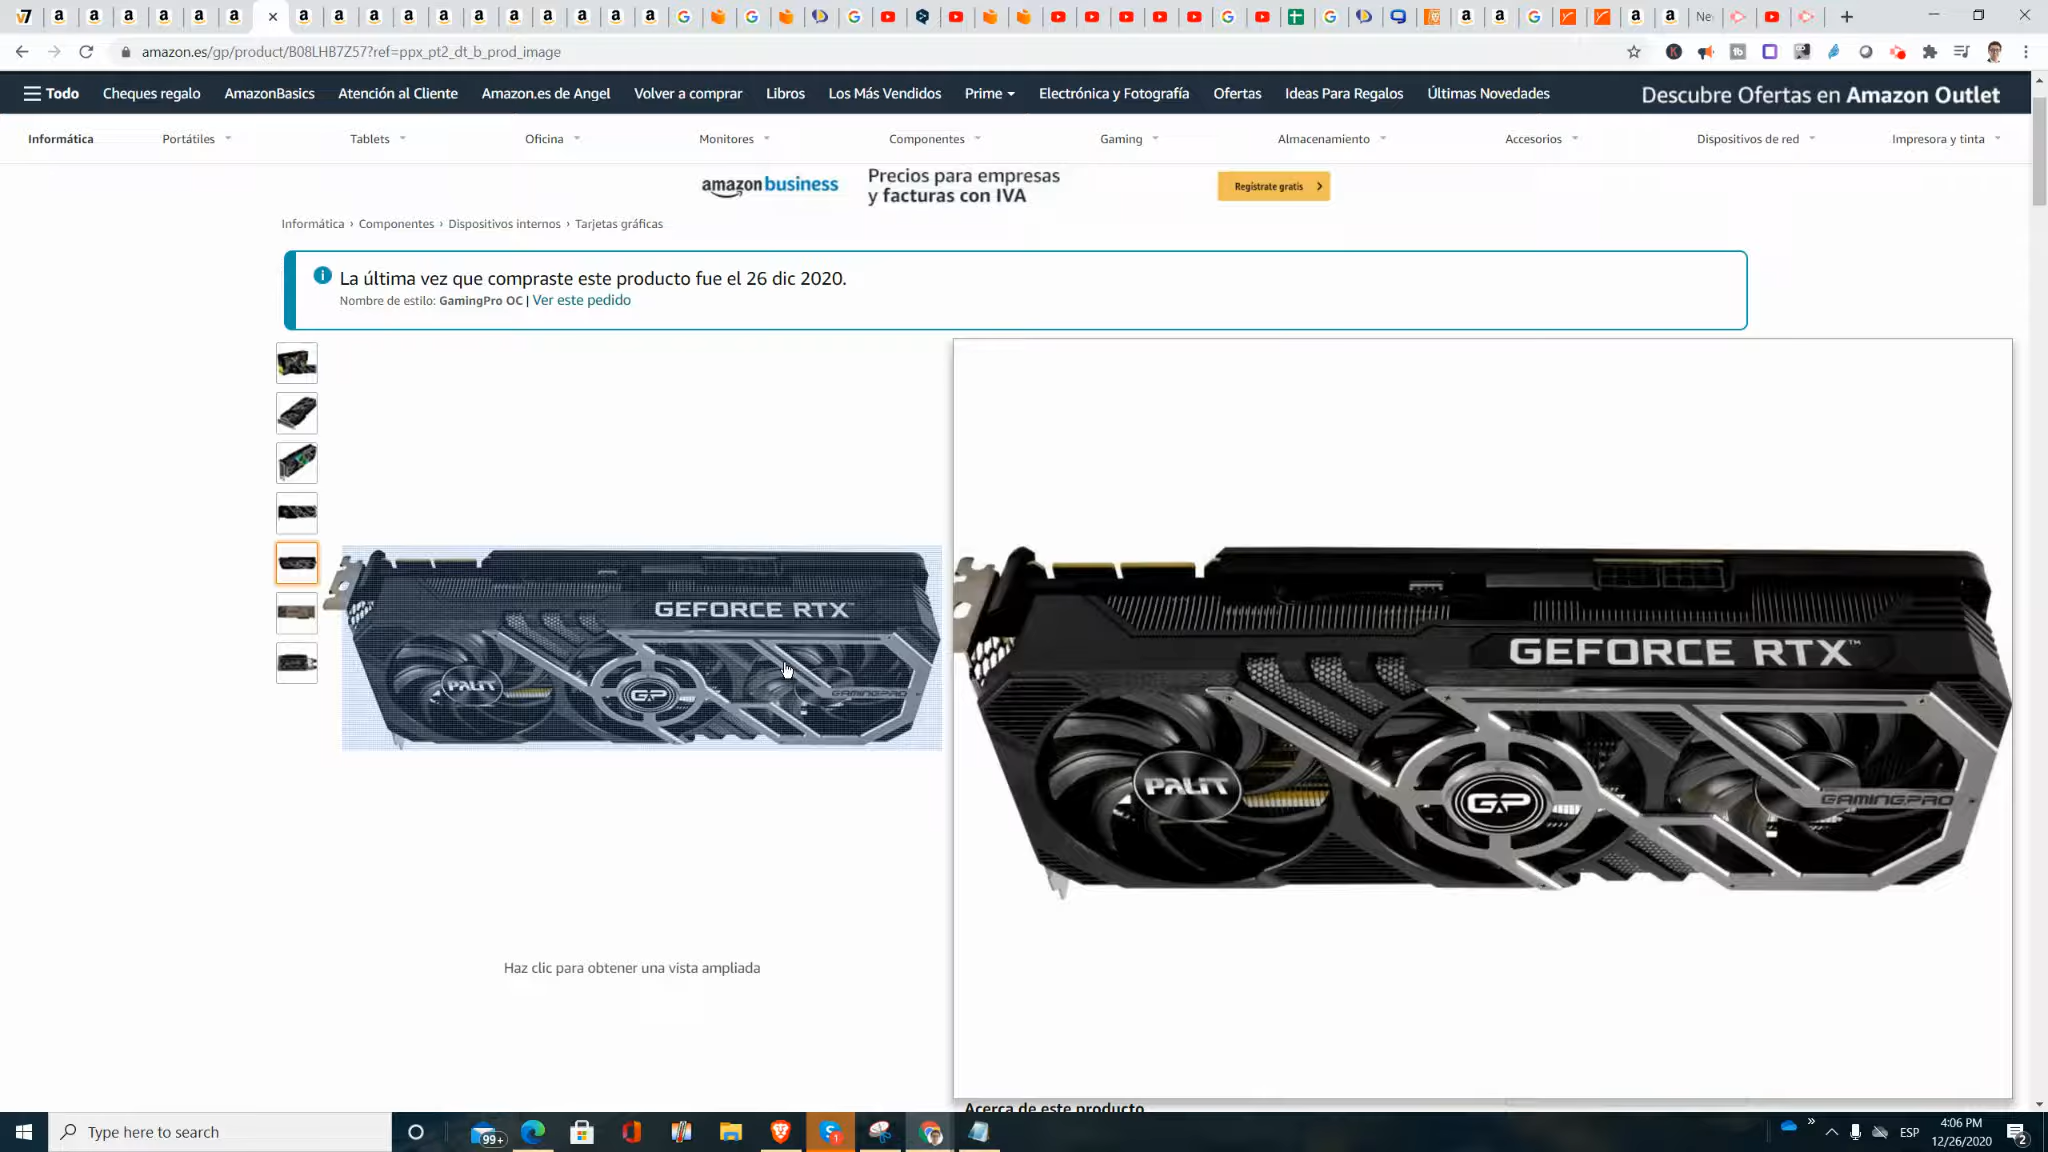 amazon.es/gp/product/B08LHB7Z57?ref=ppx_pt2_dt_b_prod_image
Todo
Cheques regalo
AmazonBasics
Atención al Cliente
Amazon.es de Angel
Volver a comprar
Libros
Los Más Vendidos
Prime
Electrónica y Fotografía
Ofertas
Ideas Para Regalos
Últimas Novedades
Descubre Ofertas en Amazon Outlet
Informática
Portátiles
Tablets
Oficina
Monitores
Componentes
Gaming
Almacenamiento
Accesorios
Dispositivos de red
Impresora y tinta
amazon business
Precios para empresas
y facturas con IVA
Regístrate gratis
Informática › Componentes › Dispositivos internos › Tarjetas gráficas
La última vez que compraste este producto fue el 26 dic 2020.
Nombre de estilo: GamingPro OC | Ver este pedido
GEFORCE RTX™
PALIT
GP
GAMINGPRO
GEFORCE RTX™
PALIT
GP
GAMINGPRO
Haz clic para obtener una vista ampliada
Acerca de este producto
Type here to search
99+
1
ESP
4:06 PM
12/26/2020
2